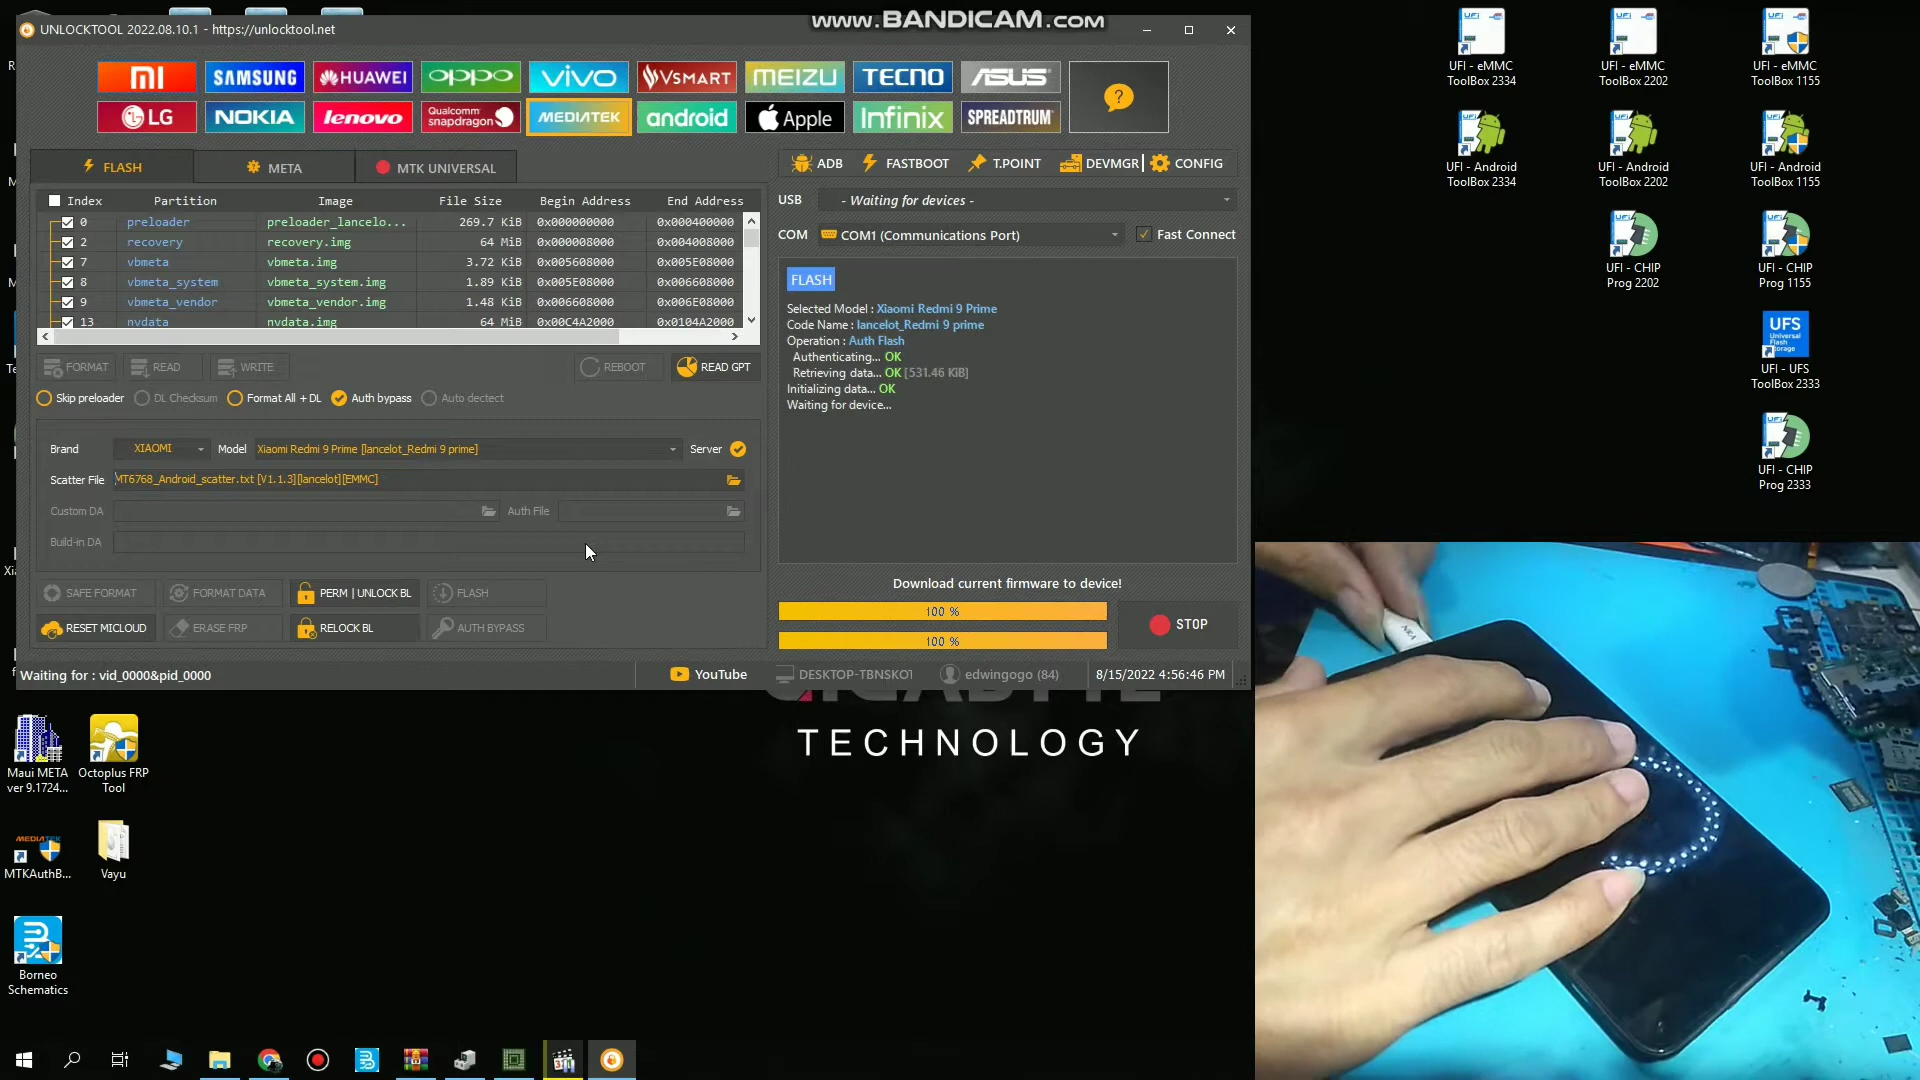 www.BANDICAM.com
UNLOCKTOOL 2022.08.10.1 - https://unlocktool.net
mi
SAMSUNG
HUAWEI
oppo
vivo
VSMART
MEIZU
TECNO
ASUS
LG
NOKIA
lenovo
Qualcomm snapdragon
MEDIATEK
android
Apple
Infinix
SPREADTRUM
?
FLASH
META
MTK UNIVERSAL
ADB
FASTBOOT
T.POINT
DEVMGR
CONFIG
Index Partition Image File Size Begin Address End Address
0 preloader preloader_lancelo... 269.7 KiB 0x000000000 0x000400000
2 recovery recovery.img 64 MiB 0x000008000 0x004008000
7 vbmeta vbmeta.img 3.72 KiB 0x005608000 0x005E08000
8 vbmeta_system vbmeta_system.img 1.89 KiB 0x005E08000 0x006608000
9 vbmeta_vendor vbmeta_vendor.img 1.48 KiB 0x006608000 0x006E08000
13 nvdata nvdata.img 64 MiB 0x00C4A2000 0x0104A2000
FORMAT
READ
WRITE
REBOOT
READ GPT
Skip preloader
DL Checksum
Format All + DL
Auth bypass
Auto dectect
Brand XIAOMI Model Xiaomi Redmi 9 Prime [lancelot_Redmi 9 prime] Server
Scatter File MT6768_Android_scatter.txt [V1.1.3][lancelot][EMMC]
Custom DA
Auth File
Build-in DA
SAFE FORMAT
FORMAT DATA
PERM | UNLOCK BL
FLASH
RESET MICLOUD
ERASE FRP
RELOCK BL
AUTH BYPASS
USB - Waiting for devices -
COM COM1 (Communications Port) Fast Connect
FLASH
Selected Model : Xiaomi Redmi 9 Prime
Code Name : lancelot_Redmi 9 prime
Operation : Auth Flash
Authenticating... OK
Retrieving data... OK [531.46 KiB]
Initializing data... OK
Waiting for device...
Download current firmware to device!
100 %
100 %
STOP
Waiting for : vid_0000&pid_0000
YouTube
DESKTOP-TBNSKO
edwingogo (84)
8/15/2022 4:56:46 PM
TECHNOLOGY
Maui META
ver 9.1724...
Octoplus FRP
Tool
MTKAuthB...
Vayu
Borneo
Schematics
UFI - eMMC
ToolBox 2334
UFI - eMMC
ToolBox 2202
UFI - eMMC
ToolBox 1155
UFI - Android
ToolBox 2334
UFI - Android
ToolBox 2202
UFI - Android
ToolBox 1155
UFI - CHIP
Prog 2202
UFI - CHIP
Prog 1155
UFS
Universal
Flash
Storage
UFI - UFS
ToolBox 2333
UFI - CHIP
Prog 2333